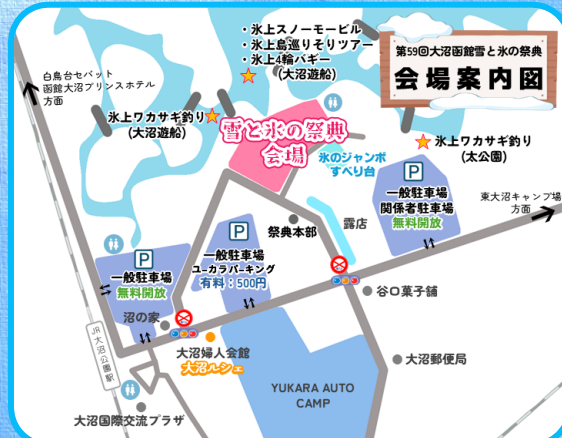 ・氷上スノーモービル
・氷上島巡りそりツアー
・氷上4輪バギー
(大沼遊船)
第59回大沼函館雪と氷の祭典
会場案内図
白鳥台セバット
函館大沼プリンスホテル
方面
氷上ワカサギ釣り
(大沼遊船)
雪と氷の祭典
会場
氷のジャンボ
すべり台
氷上ワカサギ釣り
(太公園)
P
一般駐車場
関係者駐車場
無料開放
東大沼キャンプ場
方面
露店
祭典本部
P
一般駐車場
ユーカラパーキング
有料：500円
P
一般駐車場
無料開放
沼の家
谷口菓子舗
大沼婦人会館
大沼ルシェ
JR大沼公園駅
大沼郵便局
YUKARA AUTO
CAMP
大沼国際交流プラザ